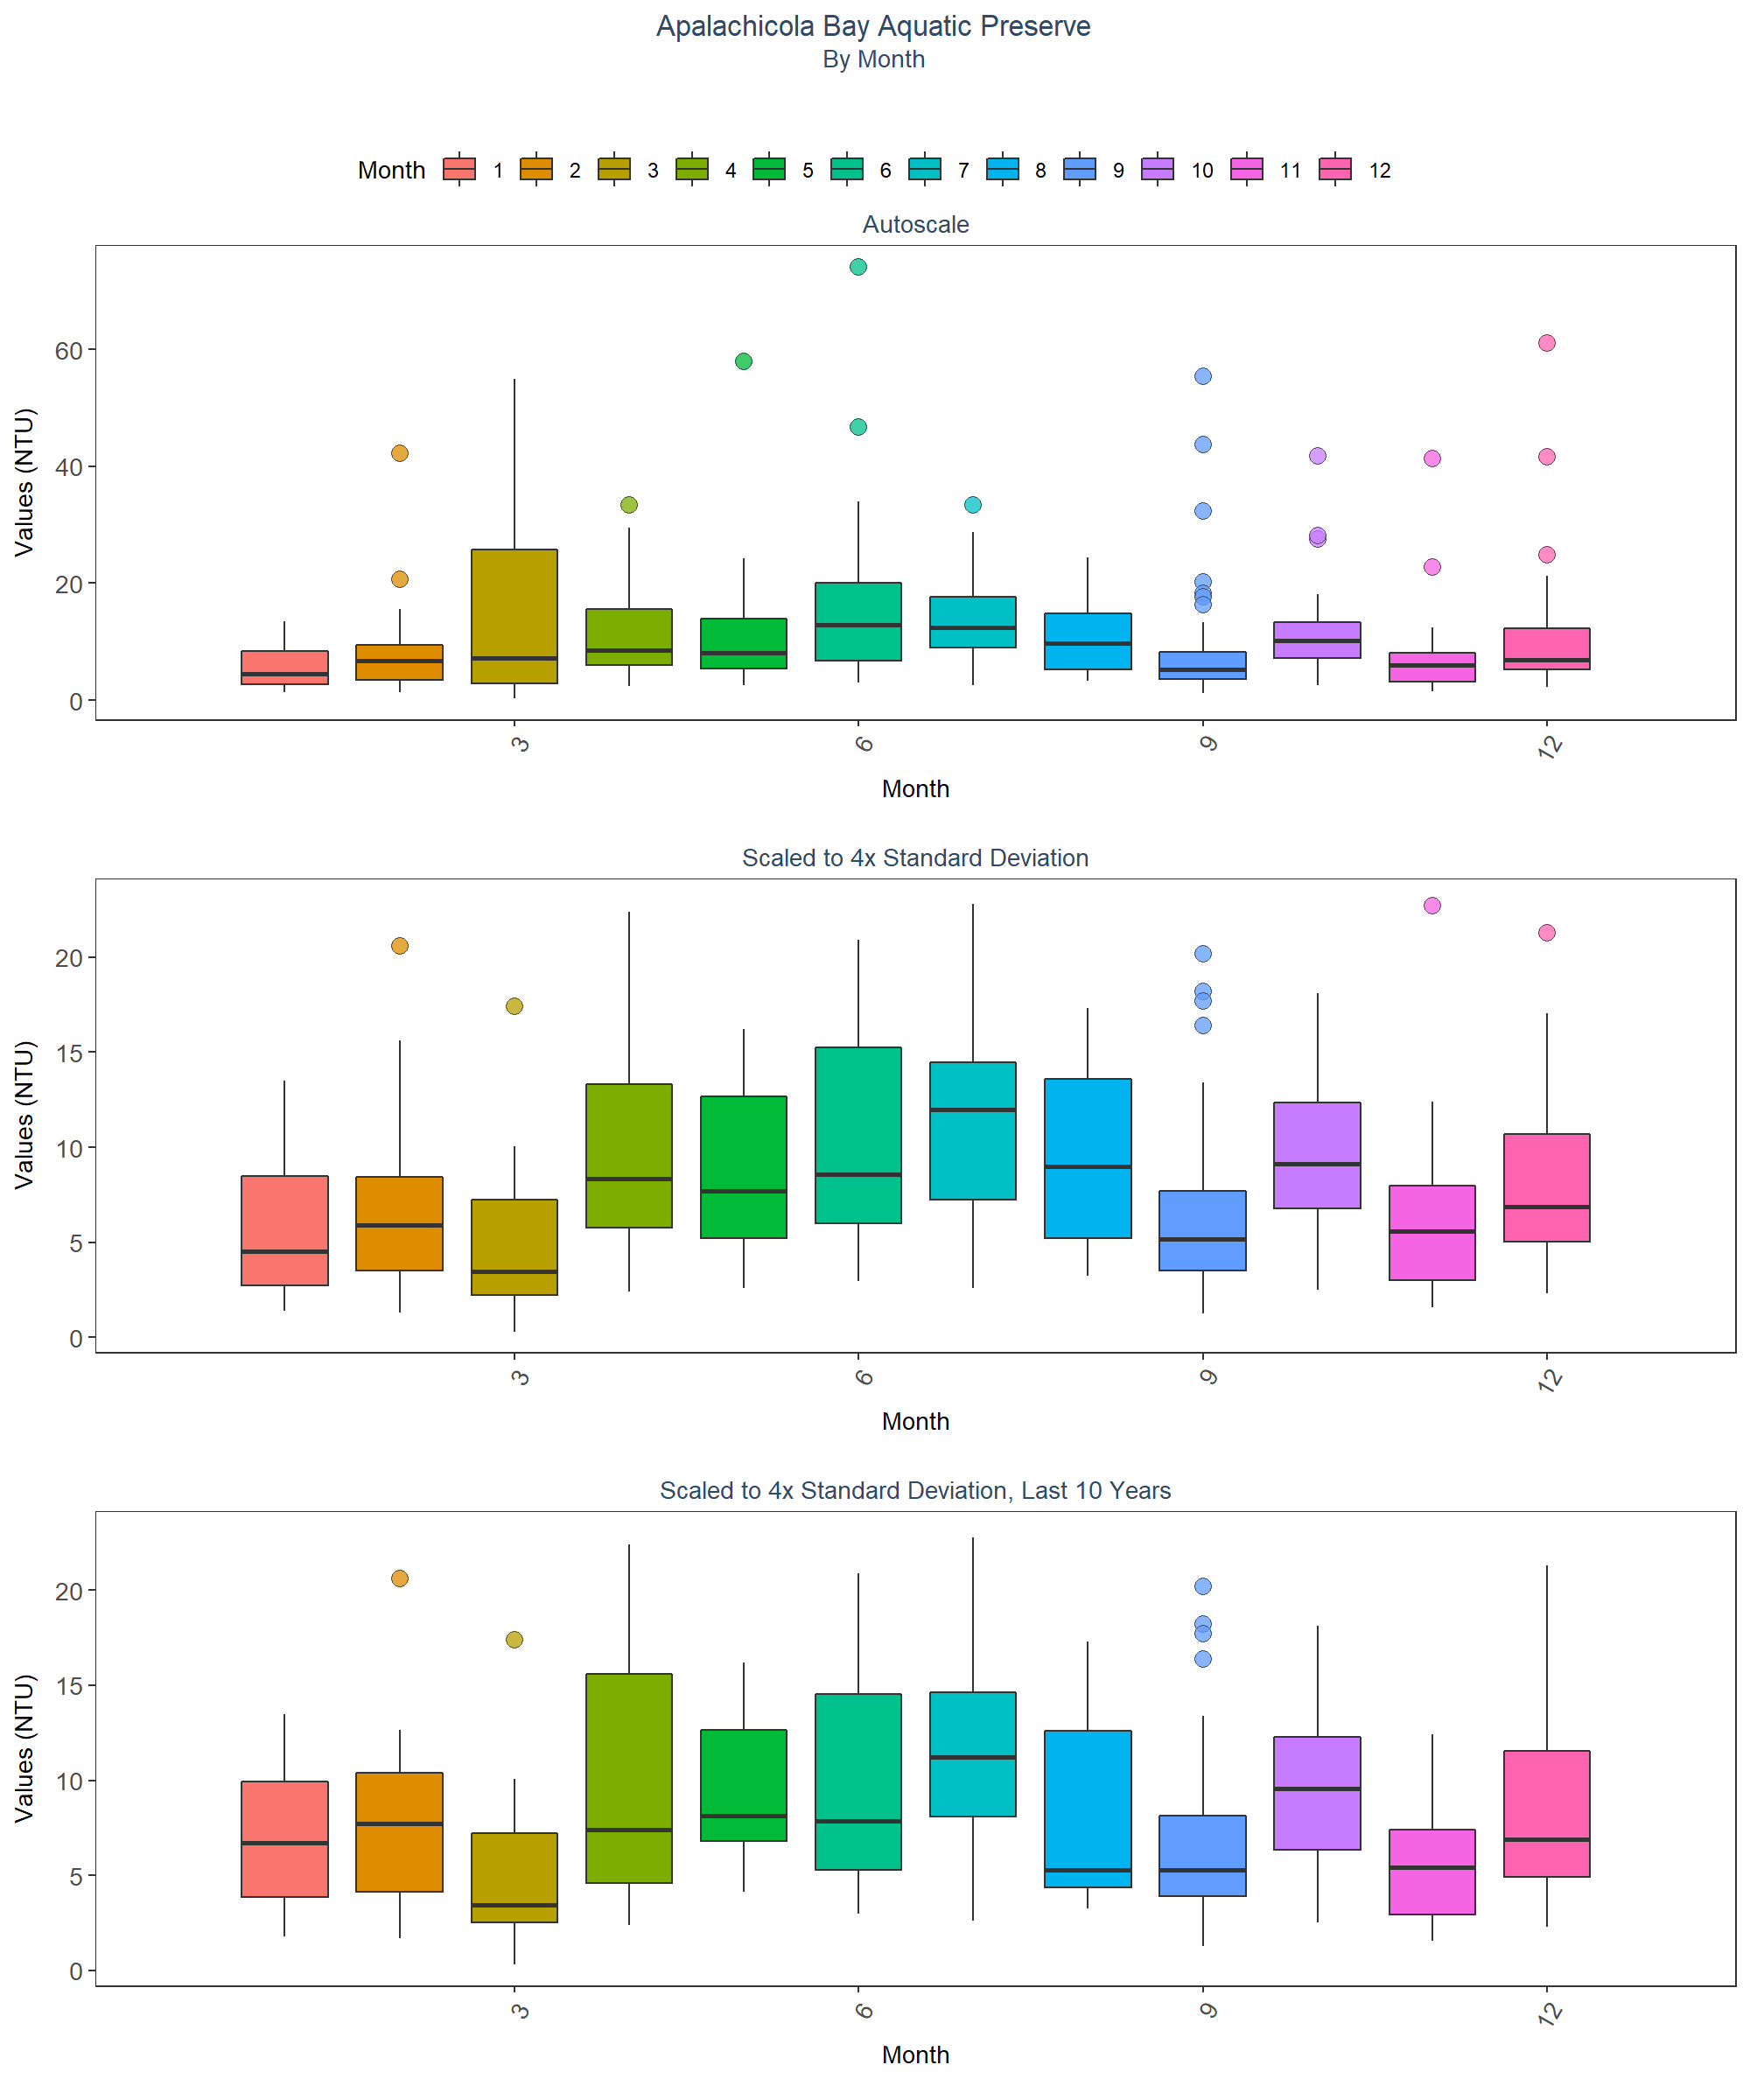 Apalachicola Bay Aquatic Preserve
By Month
Month 1 2 3 4 5 6 7 8 9 10 11 12
Autoscale
Values (NTU)
60
40
20
0
3 6 9 12
Month
Scaled to 4x Standard Deviation
Values (NTU)
20
15
10
5
0
3 6 9 12
Month
Scaled to 4x Standard Deviation, Last 10 Years
Values (NTU)
20
15
10
5
0
3 6 9 12
Month